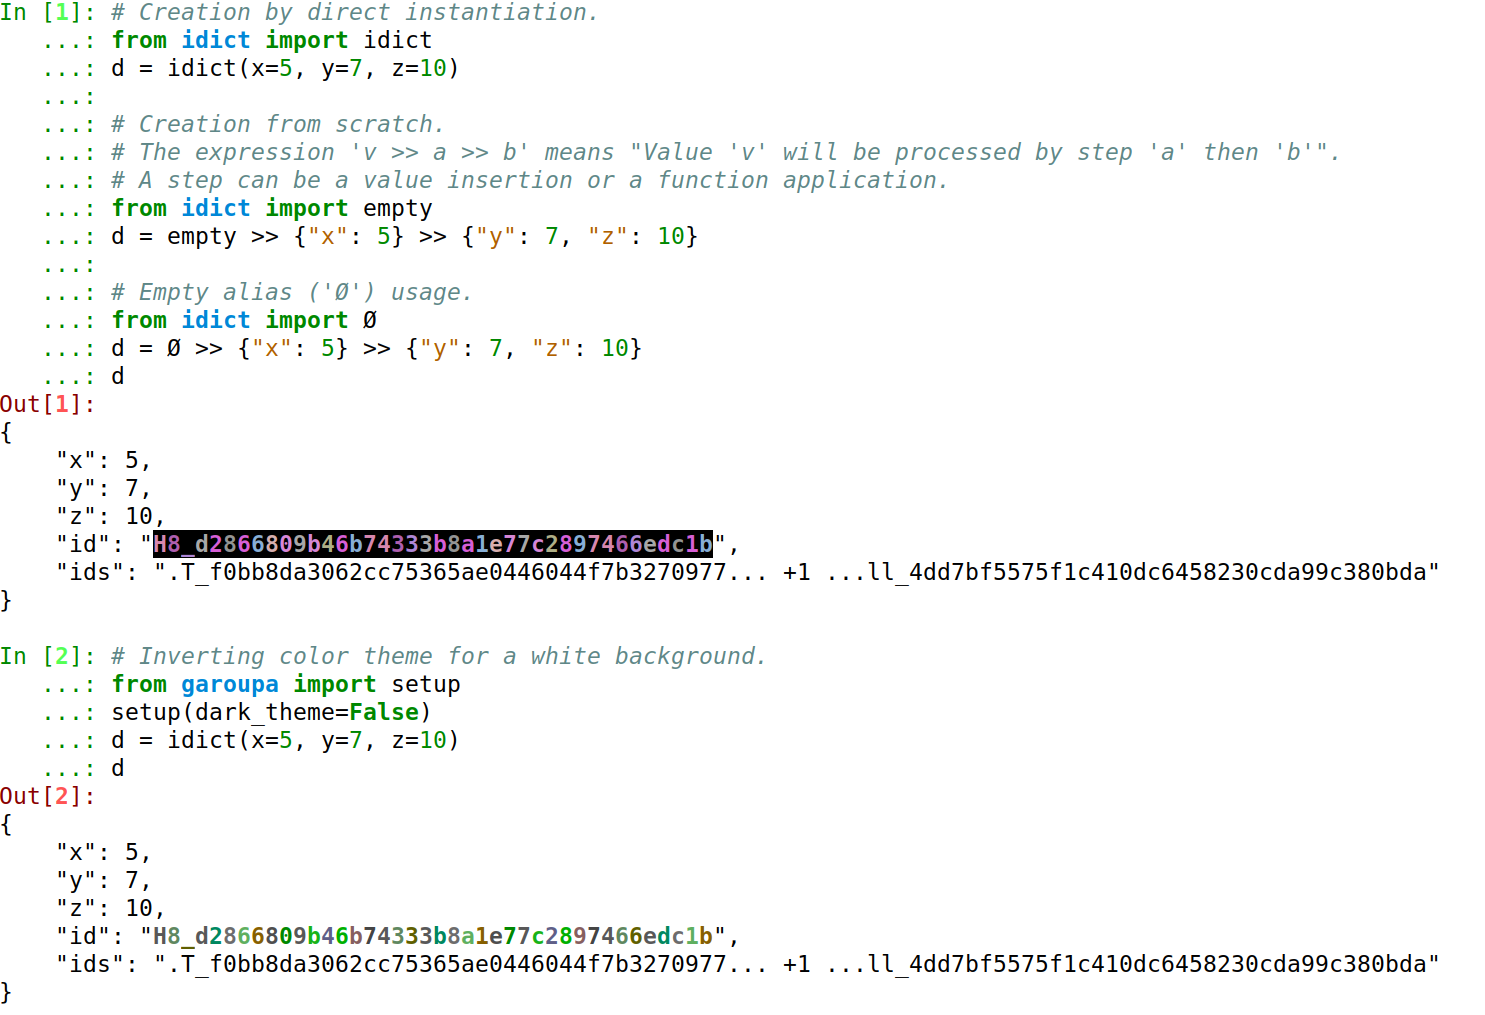 In [1]: # Creation by direct instantiation.
   ...: from idict import idict
   ...: d = idict(x=5, y=7, z=10)
   ...:
   ...: # Creation from scratch.
   ...: # The expression 'v >> a >> b' means "Value 'v' will be processed by step 'a' then 'b'".
   ...: # A step can be a value insertion or a function application.
   ...: from idict import empty
   ...: d = empty >> {"x": 5} >> {"y": 7, "z": 10}
   ...:
   ...: # Empty alias ('Ø') usage.
   ...: from idict import Ø
   ...: d = Ø >> {"x": 5} >> {"y": 7, "z": 10}
   ...: d
Out[1]:
{
    "x": 5,
    "y": 7,
    "z": 10,
    "id": "H8_d2866809b46b74333b8a1e77c2897466edc1b",
    "ids": ".T_f0bb8da3062cc75365ae0446044f7b3270977... +1 ...ll_4dd7bf5575f1c410dc6458230cda99c380bda"
}

In [2]: # Inverting color theme for a white background.
   ...: from garoupa import setup
   ...: setup(dark_theme=False)
   ...: d = idict(x=5, y=7, z=10)
   ...: d
Out[2]:
{
    "x": 5,
    "y": 7,
    "z": 10,
    "id": "H8_d2866809b46b74333b8a1e77c2897466edc1b",
    "ids": ".T_f0bb8da3062cc75365ae0446044f7b3270977... +1 ...ll_4dd7bf5575f1c410dc6458230cda99c380bda"
}